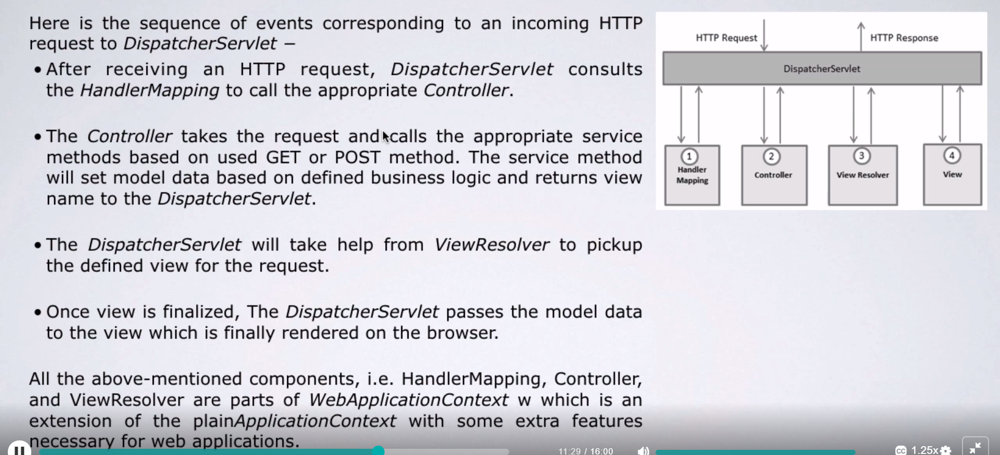 Here is the sequence of events corresponding to an incoming HTTP
request to DispatcherServlet –
• After receiving an HTTP request, DispatcherServlet consults
the HandlerMapping to call the appropriate Controller.
• The Controller takes the request and calls the appropriate service
methods based on used GET or POST method. The service method
will set model data based on defined business logic and returns view
name to the DispatcherServlet.
• The DispatcherServlet will take help from ViewResolver to pickup
the defined view for the request.
• Once view is finalized, The DispatcherServlet passes the model data
to the view which is finally rendered on the browser.
All the above-mentioned components, i.e. HandlerMapping, Controller,
and ViewResolver are parts of WebApplicationContext w which is an
extension of the plainApplicationContext with some extra features
necessary for web applications.
HTTP Request
HTTP Response
DispatcherServlet
1
Handler
Mapping
2
Controller
3
View Resolver
4
View
11:29 / 16:00
CC
1.25x